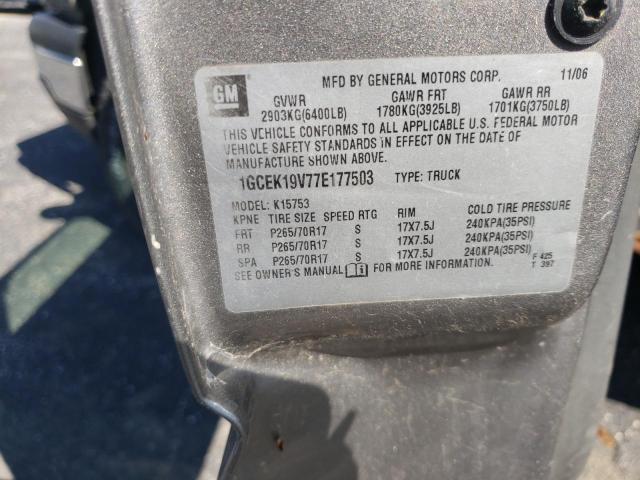 MFD BY GENERAL MOTORS CORP. 11/06
GM GVWR GAWR FRT GAWR RR
2903KG(6400LB) 1780KG(3925LB) 1701KG(3750LB)
THIS VEHICLE CONFORMS TO ALL APPLICABLE U.S. FEDERAL MOTOR
VEHICLE SAFETY STANDARDS IN EFFECT ON THE DATE OF
MANUFACTURE SHOWN ABOVE.
1GCEK19V77E177503 TYPE: TRUCK
MODEL: K15753
KPNE TIRE SIZE SPEED RTG RIM COLD TIRE PRESSURE
FRT P265/70R17 S 17X7.5J 240KPA(35PSI)
RR P265/70R17 S 17X7.5J 240KPA(35PSI)
SPA P265/70R17 S 17X7.5J 240KPA(35PSI)
SEE OWNER'S MANUAL FOR MORE INFORMATION.
F 425
T 397